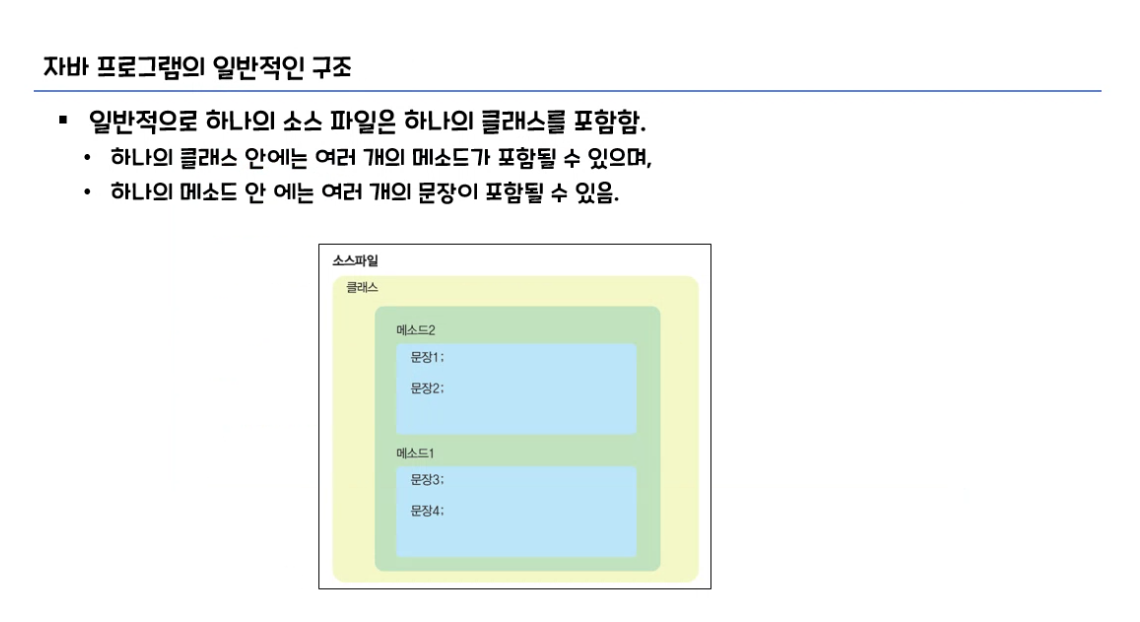 자바 프로그램의 일반적인 구조
▪ 일반적으로 하나의 소스 파일은 하나의 클래스를 포함함.
• 하나의 클래스 안에는 여러 개의 메소드가 포함될 수 있으며,
• 하나의 메소드 안 에는 여러 개의 문장이 포함될 수 있음.
소스파일
클래스
메소드2
문장1;
문장2;
메소드1
문장3;
문장4;